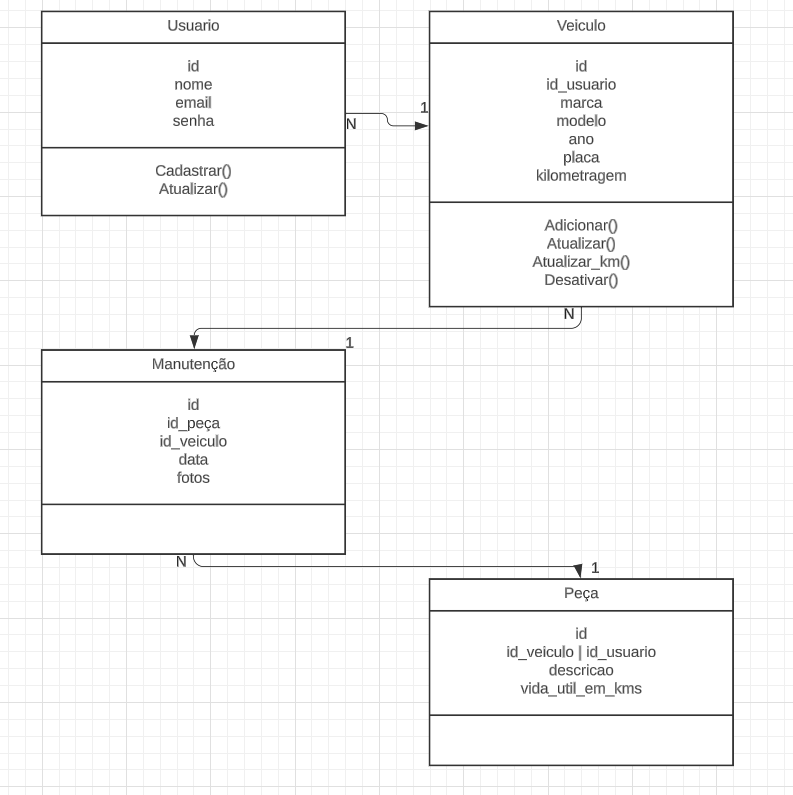 Usuario
id
nome
email
senha
Cadastrar()
Atualizar()
N
1
Veiculo
id
id_usuario
marca
modelo
ano
placa
kilometragem
Adicionar()
Atualizar()
Atualizar_km()
Desativar()
N
1
Manutenção
id
id_peça
id_veiculo
data
fotos
N
1
Peça
id
id_veiculo | id_usuario
descricao
vida_util_em_kms